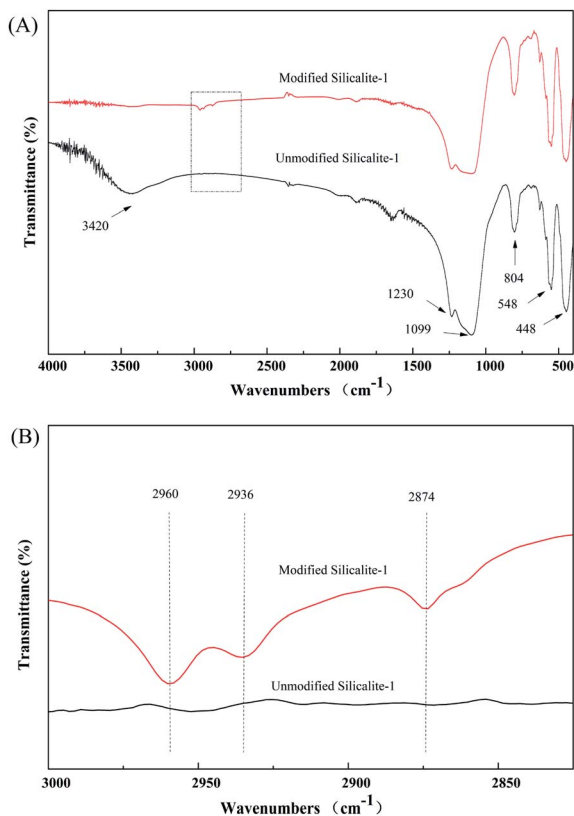 (A)
Modified Silicalite-1
Unmodified Silicalite-1
Transmittance (%)
3420
1230
1099
804
548
448
4000 3500 3000 2500 2000 1500 1000 500
Wavenumbers（cm-1）
(B)
2960 2936 2874
Modified Silicalite-1
Transmittance (%)
Unmodified Silicalite-1
3000 2950 2900 2850
Wavenumbers（cm-1）